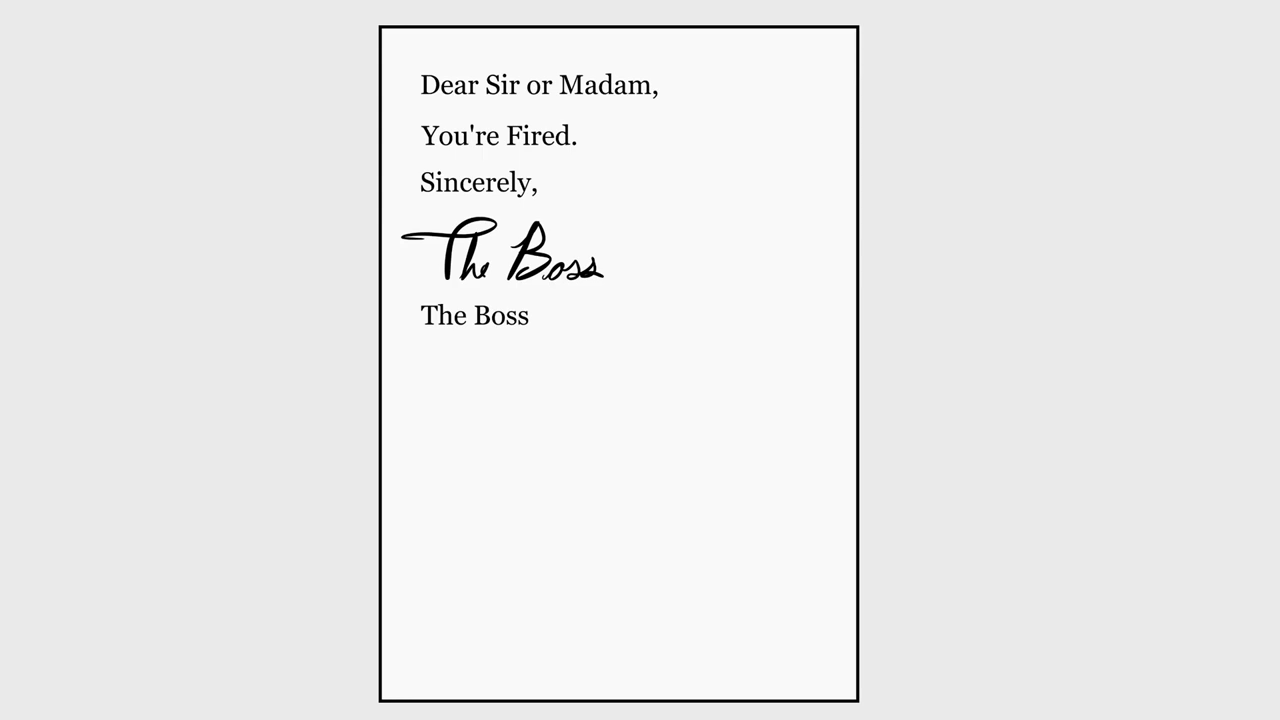 Dear Sir or Madam,
You're Fired.
Sincerely,
The Boss
The Boss